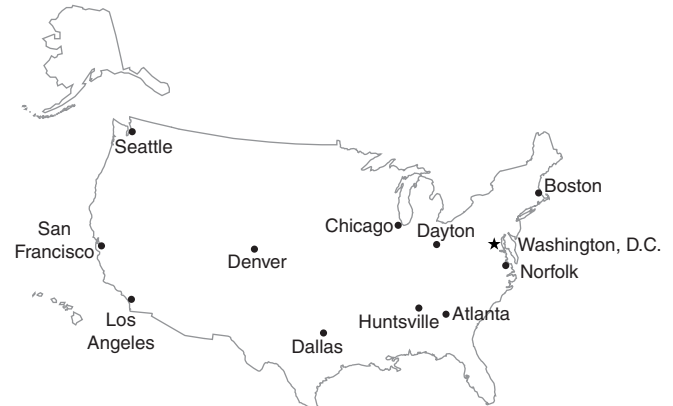 Seattle
Boston
Chicago
Dayton
San
Francisco
Washington, D.C.
Denver
Norfolk
Los
Angeles
Huntsville
Atlanta
Dallas